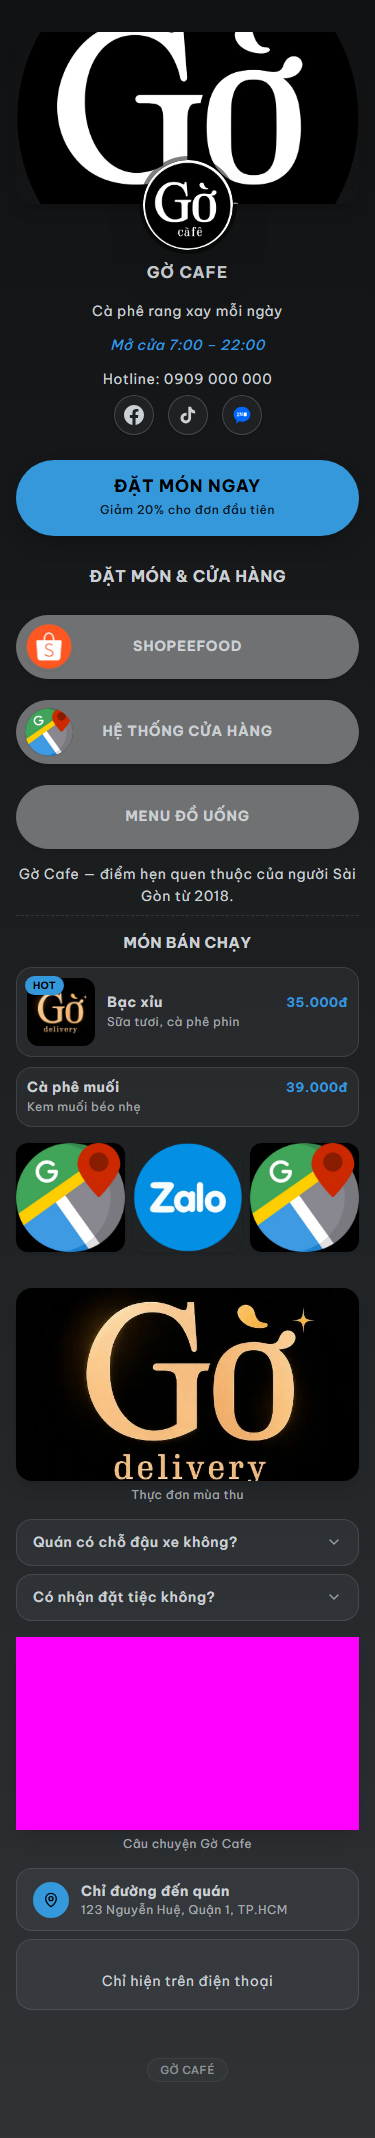 Gờ
Gờ
càfê
GỜ CAFE
Cà phê rang xay mỗi ngày
Mở cửa 7:00 – 22:00
Hotline: 0909 000 000
ĐẶT MÓN NGAY
Giảm 20% cho đơn đầu tiên
ĐẶT MÓN & CỬA HÀNG
S
SHOPEEFOOD
G
HỆ THỐNG CỬA HÀNG
MENU ĐỒ UỐNG
Gờ Cafe — điểm hẹn quen thuộc của người Sài
Gòn từ 2018.
MÓN BÁN CHẠY
HOT
Gờ
delivery
Bạc xỉu
35.000đ
Sữa tươi, cà phê phin
Cà phê muối
39.000đ
Kem muối béo nhẹ
G
Zalo
G
Gờ
delivery
Thực đơn mùa thu
Quán có chỗ đậu xe không?
Có nhận đặt tiệc không?
Câu chuyện Gờ Cafe
Chỉ đường đến quán
123 Nguyễn Huệ, Quận 1, TP.HCM
Chỉ hiện trên điện thoại
GỜ CAFÉ